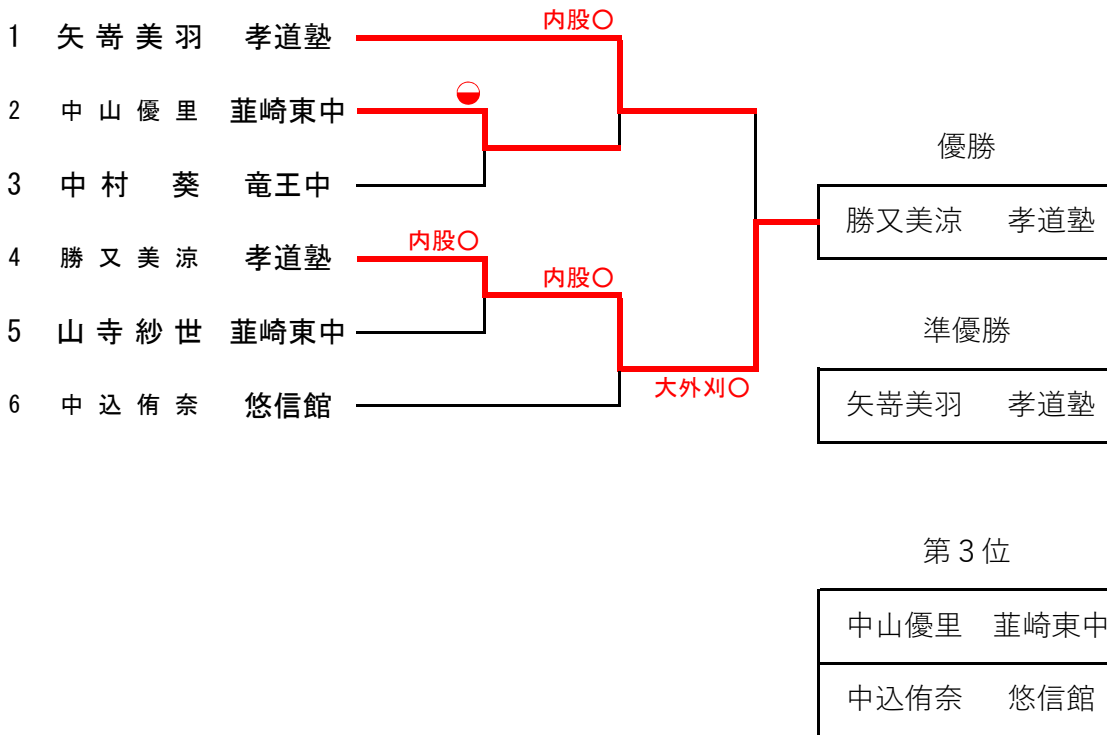 内股〇
1 矢嵜美羽 孝道塾
2 中山優里 韮崎東中
優勝
3 中村 葵 竜王中
勝又美涼 孝道塾
内股〇
4 勝又美涼 孝道塾
内股〇
5 山寺紗世 韮崎東中
準優勝
大外刈〇
6 中込侑奈 悠信館
矢嵜美羽 孝道塾
第3位
中山優里 韮崎東中
中込侑奈 悠信館